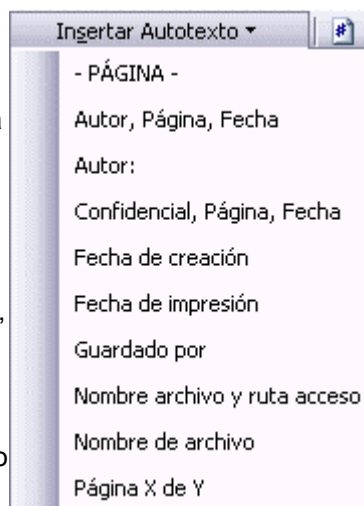 Insertar Autotexto
- PÁGINA -
Autor, Página, Fecha
Autor:
Confidencial, Página, Fecha
Fecha de creación
Fecha de impresión
Guardado por
Nombre archivo y ruta acceso
Nombre de archivo
Página X de Y